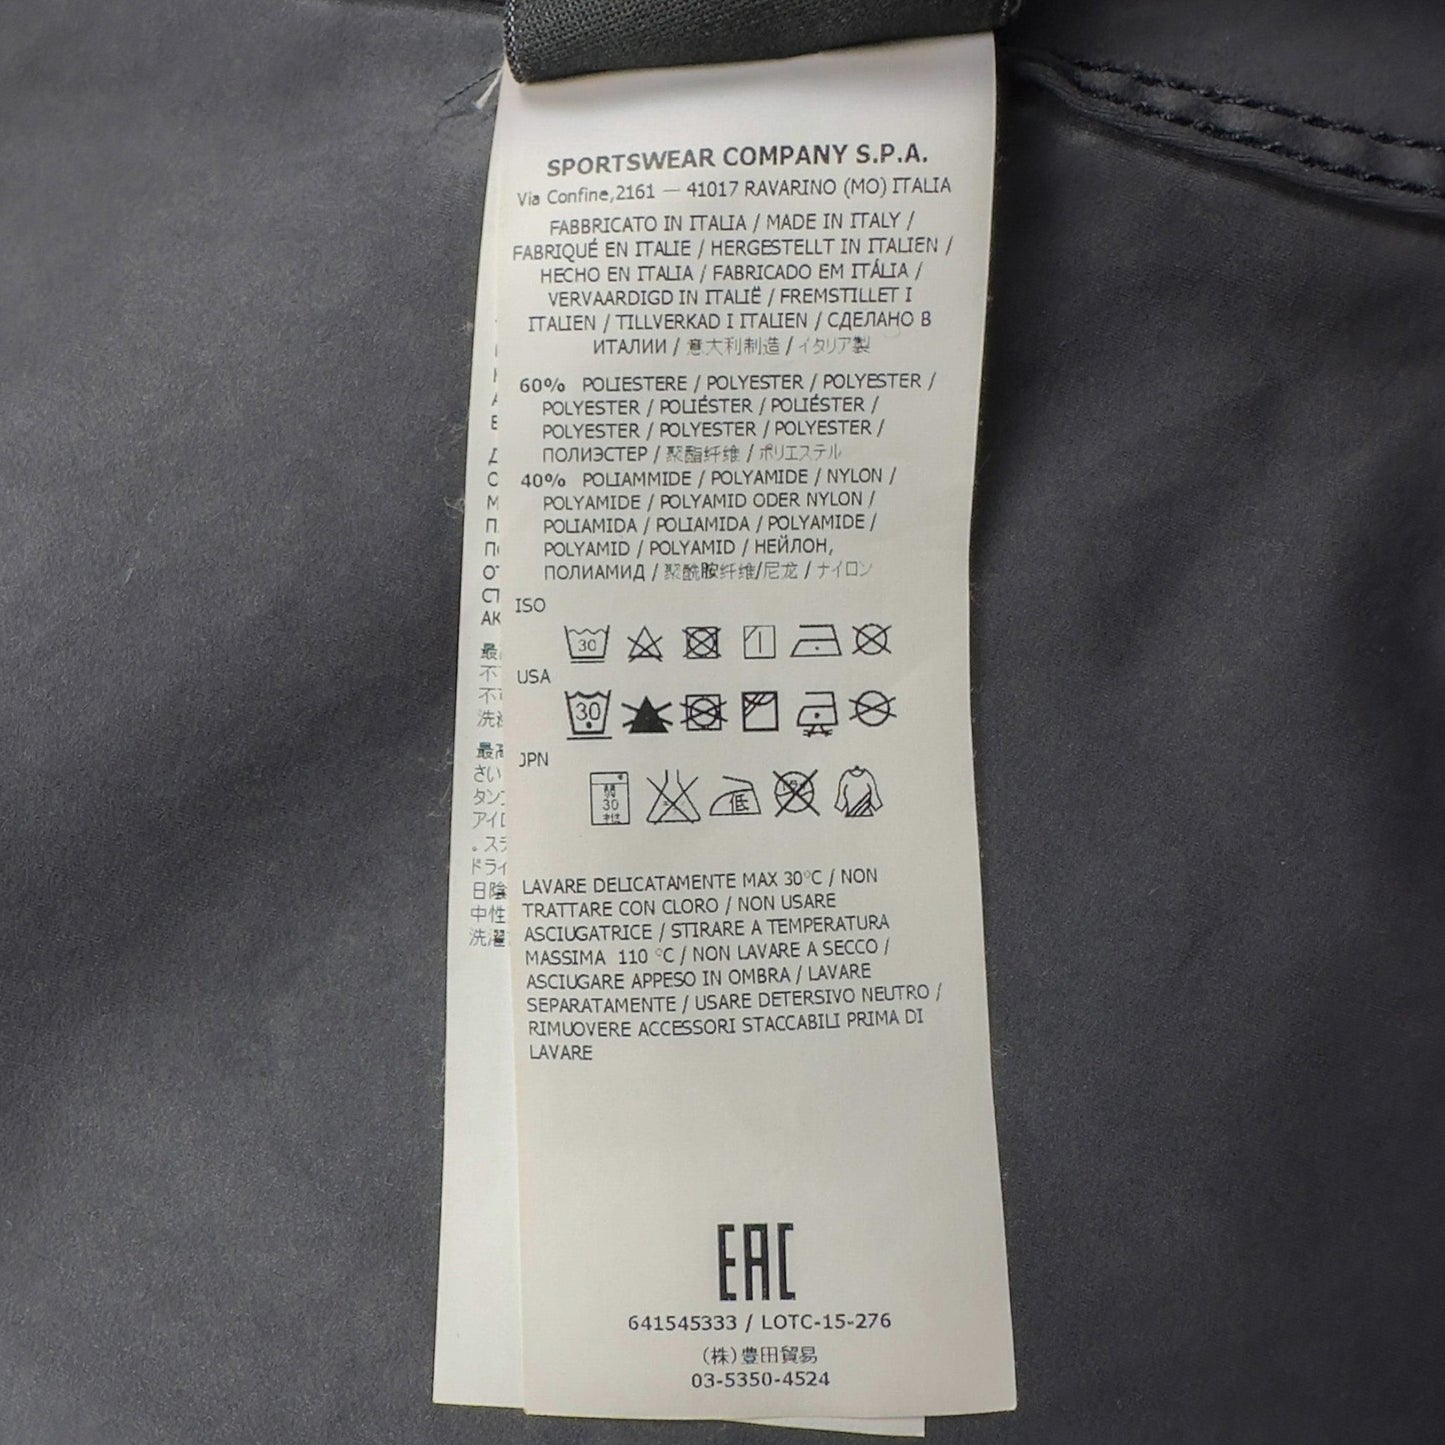 SPORTSWEAR COMPANY S.P.A.
Via Confine,2161 — 41017 RAVARINO (MO) ITALIA
FABBRICATO IN ITALIA / MADE IN ITALY /
FABRIQUÉ EN ITALIE / HERGESTELLT IN ITALIEN /
HECHO EN ITALIA / FABRICADO EM ITÁLIA /
VERVAARDIGD IN ITALIË / FREMSTILLET I
ITALIEN / TILLVERKAD I ITALIEN / СДЕЛАНО В
ИТАЛИИ / 意大利制造 / イタリア製
60% POLIESTERE / POLYESTER / POLYESTER /
POLYESTER / POLIÉSTER / POLIÉSTER /
POLYESTER / POLYESTER / POLYESTER /
ПОЛИЭСТЕР / 聚酯纤维 / ポリエステル
40% POLIAMMIDE / POLYAMIDE / NYLON /
POLYAMIDE / POLYAMID ODER NYLON /
POLIAMIDA / POLIAMIDA / POLYAMIDE /
POLYAMID / POLYAMID / НЕЙЛОН,
ПОЛИАМИД / 聚酰胺纤维/尼龙 / ナイロン
ISO
30
USA
30
JPN
弱
30
中性
低
LAVARE DELICATAMENTE MAX 30°C / NON
TRATTARE CON CLORO / NON USARE
ASCIUGATRICE / STIRARE A TEMPERATURA
MASSIMA 110 °C / NON LAVARE A SECCO /
ASCIUGARE APPESO IN OMBRA / LAVARE
SEPARATAMENTE / USARE DETERSIVO NEUTRO /
RIMUOVERE ACCESSORI STACCABILI PRIMA DI
LAVARE
EAC
641545333 / LOTC-15-276
(株)豊田貿易
03-5350-4524